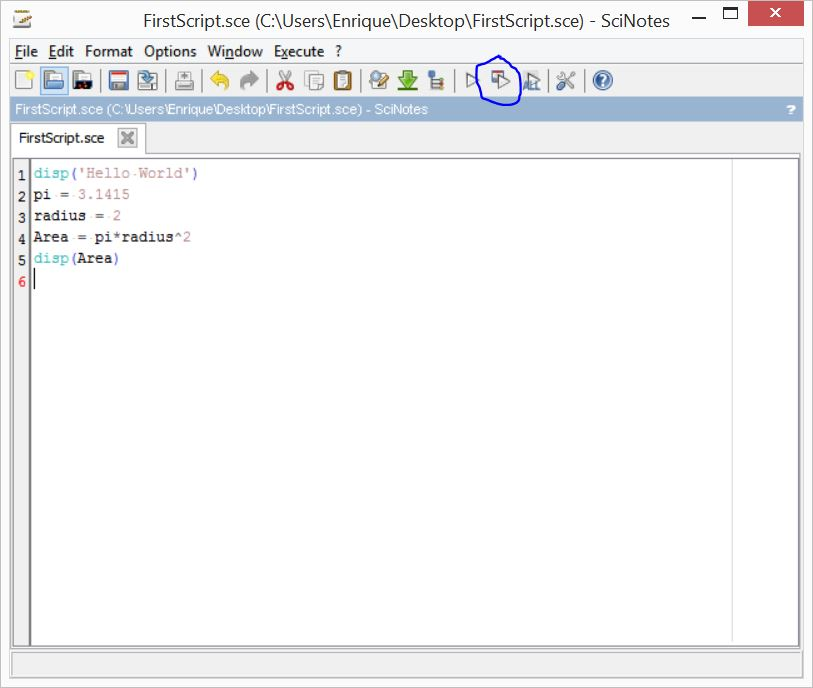 FirstScript.sce (C:\Users\Enrique\Desktop\FirstScript.sce) - SciNotes
File Edit Format Options Window Execute ?
FirstScript.sce (C:\Users\Enrique\Desktop\FirstScript.sce) - SciNotes ?
FirstScript.sce
1 disp('Hello World')
2 pi = 3.1415
3 radius = 2
4 Area = pi*radius^2
5 disp(Area)
6